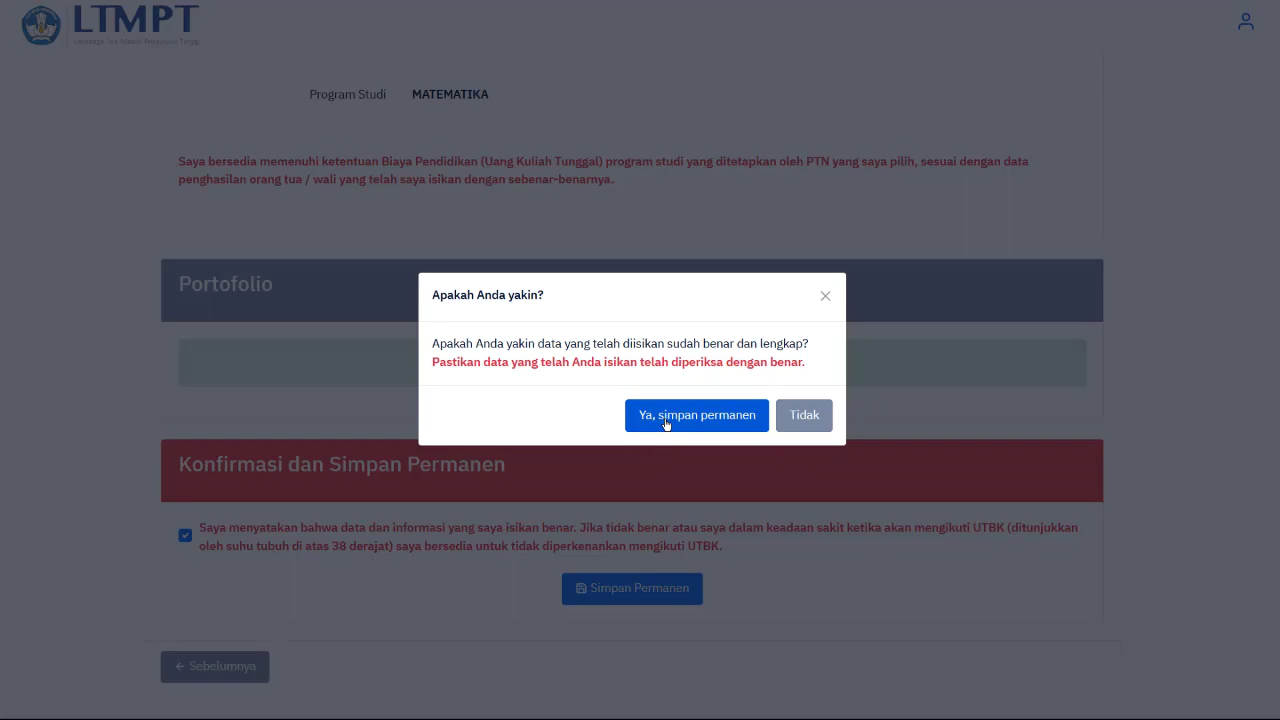 LTMPT
Lembaga Tes Masuk Perguruan Tinggi
Program Studi MATEMATIKA
Saya bersedia memenuhi ketentuan Biaya Pendidikan (Uang Kuliah Tunggal) program studi yang ditetapkan oleh PTN yang saya pilih, sesuai dengan data
penghasilan orang tua / wali yang telah saya isikan dengan sebenar-benarnya.
Portofolio
Apakah Anda yakin?
Apakah Anda yakin data yang telah diisikan sudah benar dan lengkap?
Pastikan data yang telah Anda isikan telah diperiksa dengan benar.
Ya, simpan permanen Tidak
Konfirmasi dan Simpan Permanen
Saya menyatakan bahwa data dan informasi yang saya isikan benar. Jika tidak benar atau saya dalam keadaan sakit ketika akan mengikuti UTBK (ditunjukkan
oleh suhu tubuh di atas 38 derajat) saya bersedia untuk tidak diperkenankan mengikuti UTBK.
Simpan Permanen
Sebelumnya